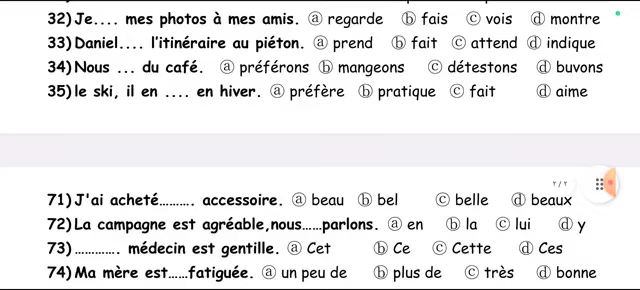 32) Je.... mes photos à mes amis. ⓐ regarde ⓑ fais ⓒ vois ⓓ montre
33) Daniel.... l'itinéraire au piéton. ⓐ prend ⓑ fait ⓒ attend ⓓ indique
34) Nous ... du café. ⓐ préférons ⓑ mangeons ⓒ détestons ⓓ buvons
35) le ski, il en .... en hiver. ⓐ préfère ⓑ pratique ⓒ fait ⓓ aime
٢/٢
71) J'ai acheté.......... accessoire. ⓐ beau ⓑ bel ⓒ belle ⓓ beaux
72) La campagne est agréable,nous......parlons. ⓐ en ⓑ la ⓒ lui ⓓ y
73) ............. médecin est gentille. ⓐ Cet ⓑ Ce ⓒ Cette ⓓ Ces
74) Ma mère est......fatiguée. ⓐ un peu de ⓑ plus de ⓒ très ⓓ bonne